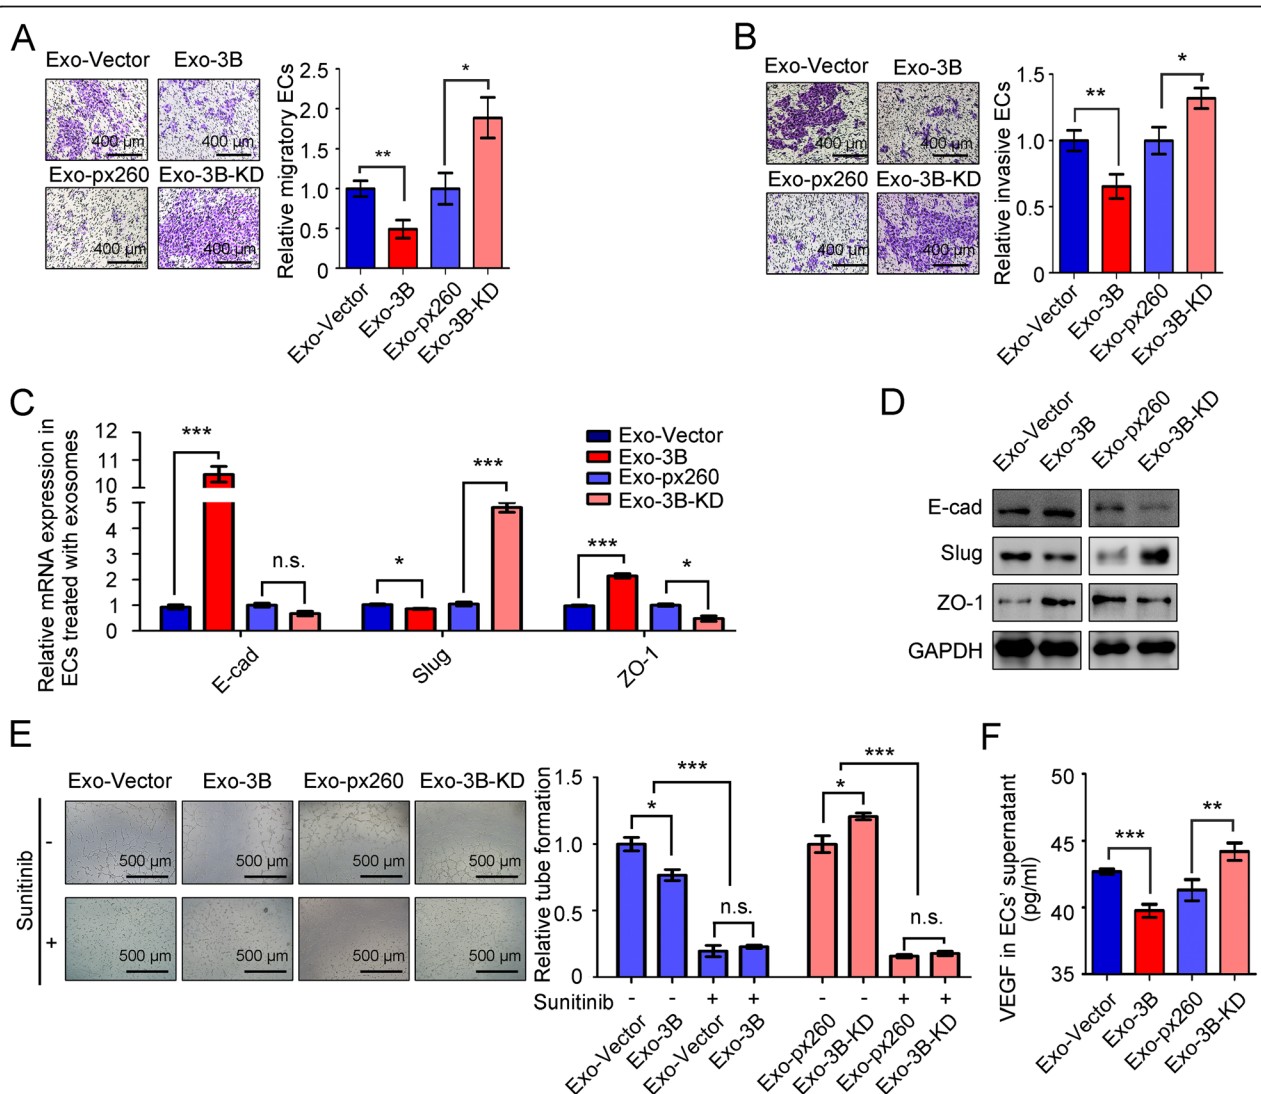 A
Exo-Vector Exo-3B
400 µm 400 µm
Exo-px260 Exo-3B-KD
400 µm 400 µm
Relative migratory ECs
2.5
2.0
1.5
1.0
0.5
0
** *
Exo-Vector
Exo-3B
Exo-px260
Exo-3B-KD
B
Exo-Vector Exo-3B
400 µm 400 µm
Exo-px260 Exo-3B-KD
400 µm 400 µm
Relative invasive ECs
1.5
1.0
0.5
0
** *
Exo-Vector
Exo-3B
Exo-px260
Exo-3B-KD
C
Relative mRNA expression in
ECs treated with exosomes
12
11
10
5
4
3
2
1
0
*** n.s. * *** *** *
Exo-Vector
Exo-3B
Exo-px260
Exo-3B-KD
E-cad
Slug
ZO-1
D
Exo-Vector
Exo-3B
Exo-px260
Exo-3B-KD
E-cad
Slug
ZO-1
GAPDH
E
Exo-Vector Exo-3B Exo-px260 Exo-3B-KD
Sunitinib
-
500 µm 500 µm 500 µm 500 µm
+
500 µm 500 µm 500 µm 500 µm
Relative tube formation
1.5
1.0
0.5
0
*** * n.s. *** * n.s.
Sunitinib - - + + - - + +
Exo-Vector
Exo-3B
Exo-Vector
Exo-3B
Exo-px260
Exo-3B-KD
Exo-px260
Exo-3B-KD
F
VEGF in ECs' supernatant
(pg/ml)
50
45
40
35
*** **
Exo-Vector
Exo-3B
Exo-px260
Exo-3B-KD